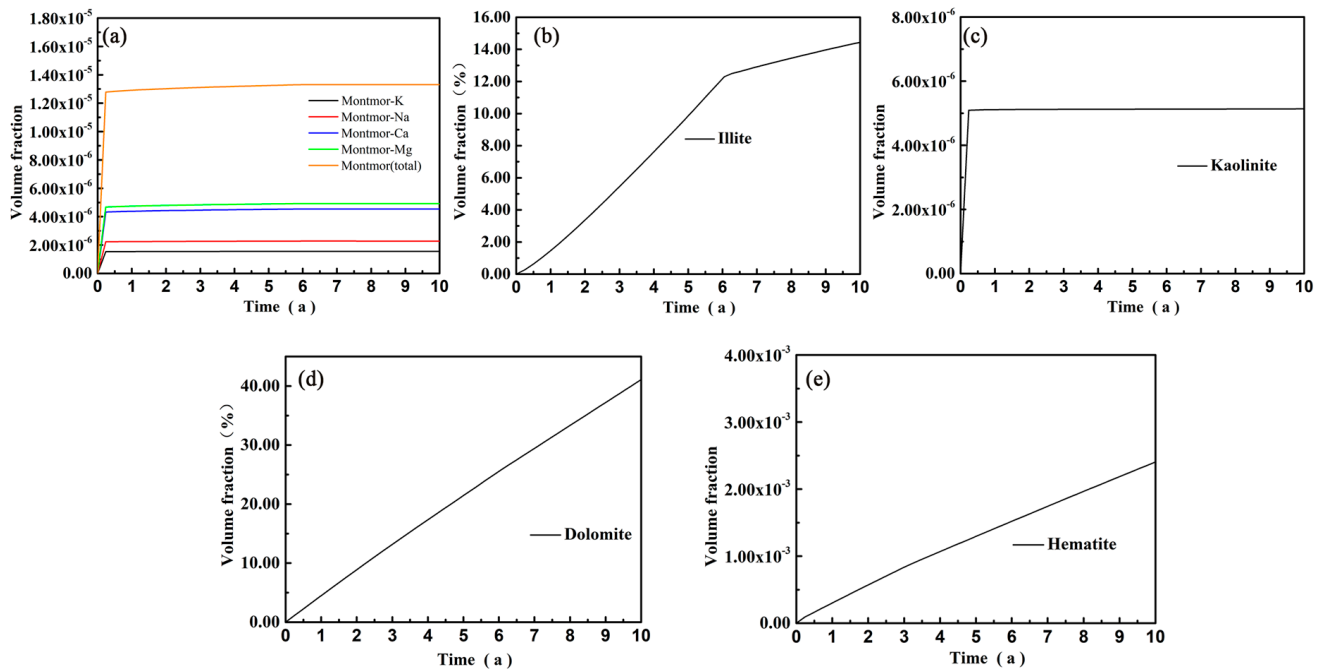 (a)
1.80x10-5
1.60x10-5
1.40x10-5
1.20x10-5
1.00x10-5
8.00x10-6
6.00x10-6
4.00x10-6
2.00x10-6
0.00
Volume fraction
Montmor-K
Montmor-Na
Montmor-Ca
Montmor-Mg
Montmor(total)
0 1 2 3 4 5 6 7 8 9 10
Time ( a )
(b)
16.00
14.00
12.00
10.00
8.00
6.00
4.00
2.00
0.00
Volume fraction (%)
Illite
0 1 2 3 4 5 6 7 8 9 10
Time ( a )
(c)
8.00x10-6
6.00x10-6
4.00x10-6
2.00x10-6
0.00
Volume fraction
Kaolinite
0 1 2 3 4 5 6 7 8 9 10
Time ( a )
(d)
40.00
30.00
20.00
10.00
0.00
Volume fraction (%)
Dolomite
0 1 2 3 4 5 6 7 8 9 10
Time ( a )
(e)
4.00x10-3
3.00x10-3
2.00x10-3
1.00x10-3
0.00
Volume fraction
Hematite
0 1 2 3 4 5 6 7 8 9 10
Time ( a )